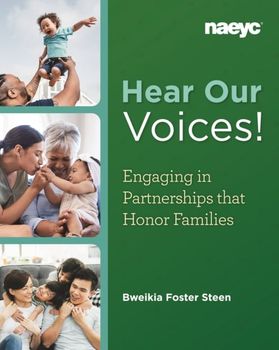 naeyc
Hear Our
Voices!
Engaging in
Partnerships that
Honor Families
Bweikia Foster Steen